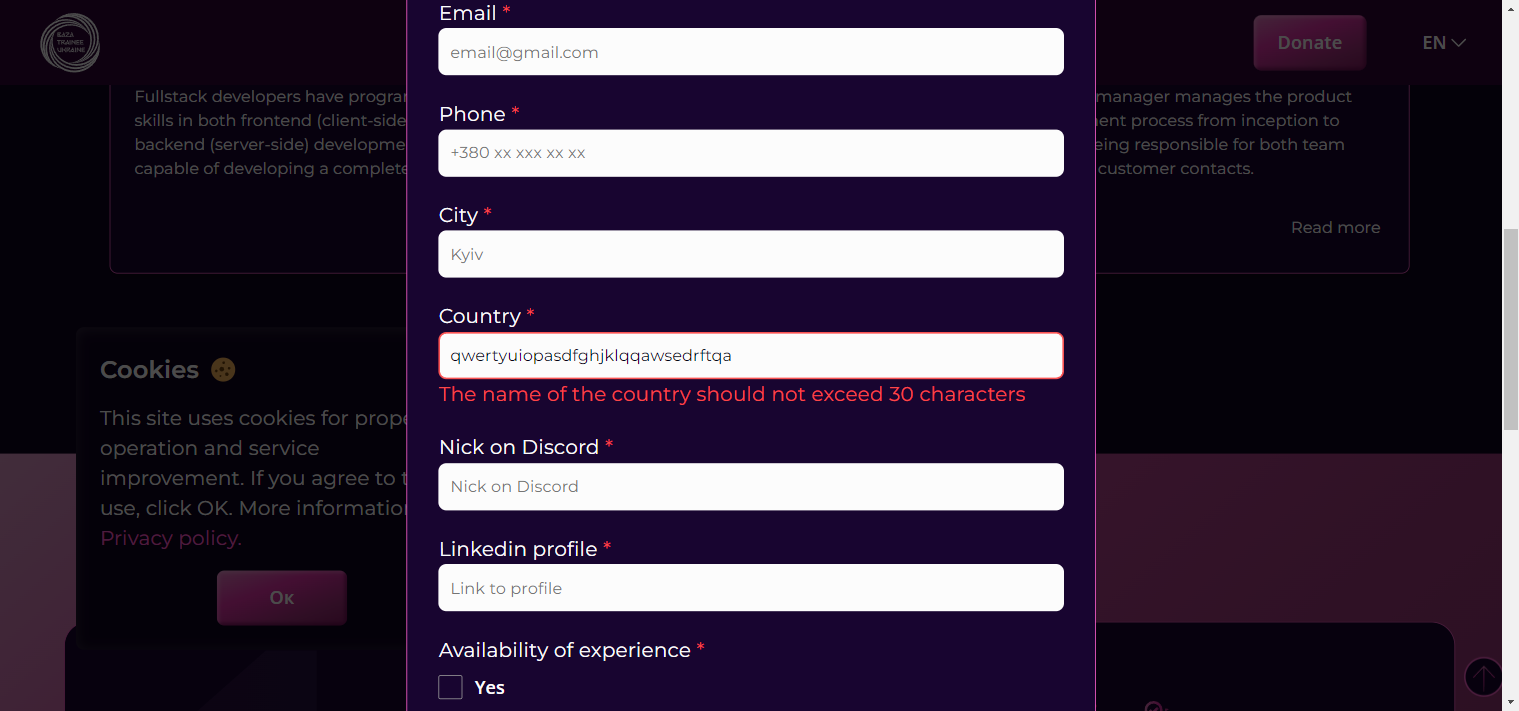 BAZA
TRAINEE
UKRAINE
Donate
EN
Fullstack developers have progra
skills in both frontend (client-side
backend (server-side) developme
capable of developing a complete
manager manages the product
ent process from inception to
eing responsible for both team
customer contacts.
Read more
Cookies
This site uses cookies for prope
operation and service
improvement. If you agree to t
use, click OK. More information
Privacy policy.
Ок
Email *
email@gmail.com
Phone *
+380 xx xxx xx xx
City *
Kyiv
Country *
qwertyuiopasdfghjklqqawsedrftqa
The name of the country should not exceed 30 characters
Nick on Discord *
Nick on Discord
Linkedin profile *
Link to profile
Availability of experience *
Yes